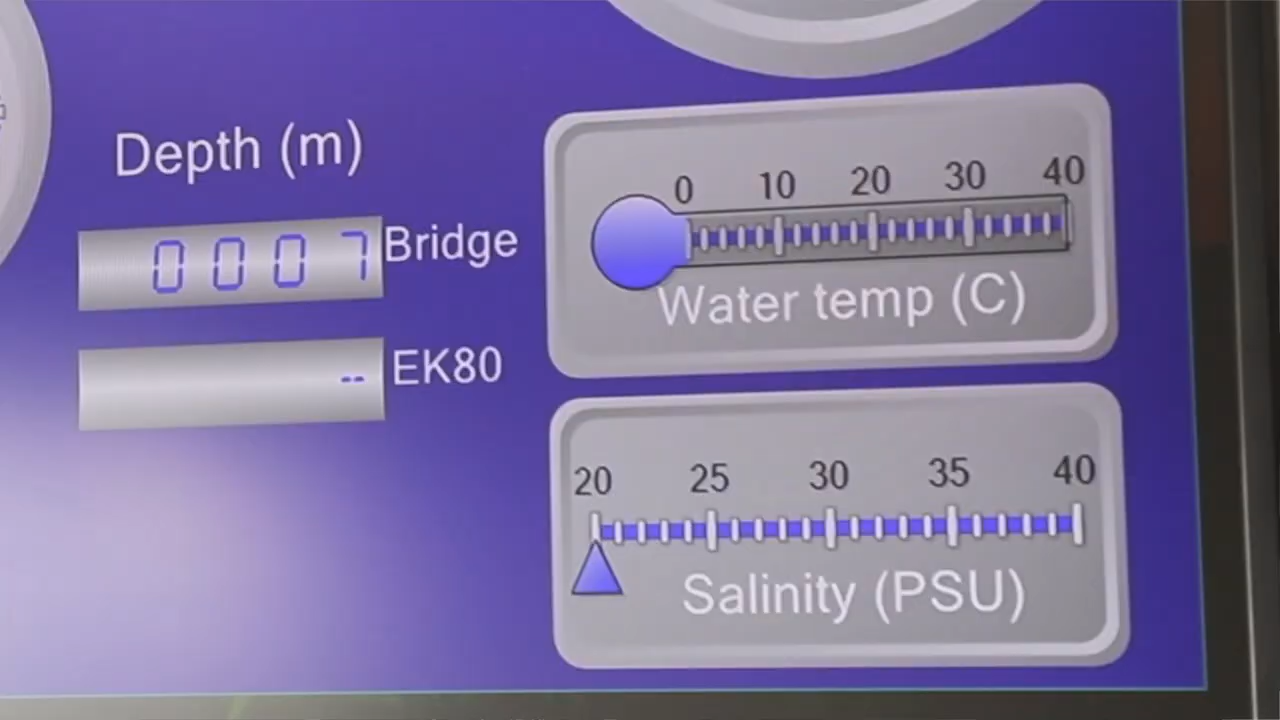 Depth (m)
0007 Bridge
-- EK80
0 10 20 30 40
Water temp (C)
20 25 30 35 40
Salinity (PSU)